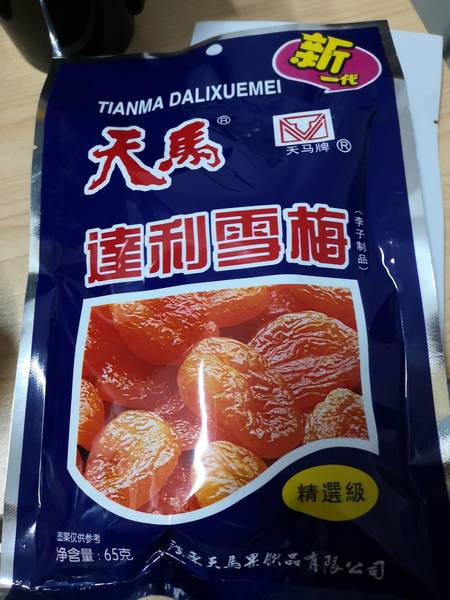 新
一代
TIANMA DALIXUEMEI
天馬®
天马牌®
達利雪梅
(李子制品)
精選級
图案仅供参考
净含量：65克
天馬果飲品有限公司